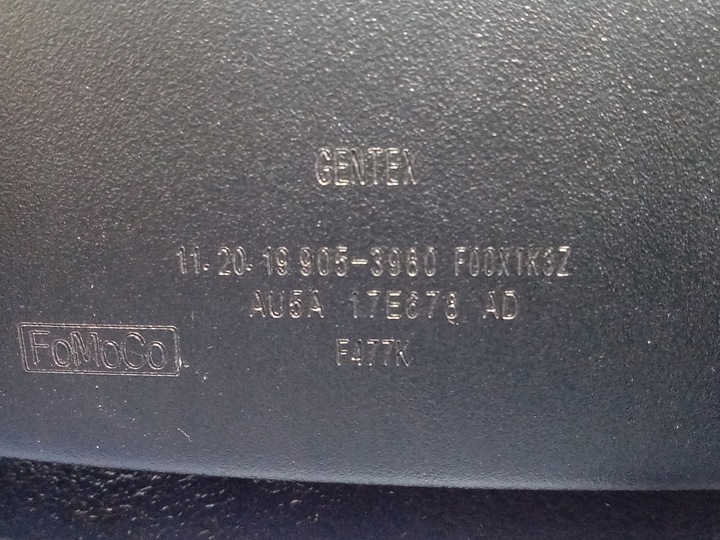 GENTEX
11-20-19 905-3960 F00X1K3Z
AU5A 17E678 AD
FoMoCo F477K